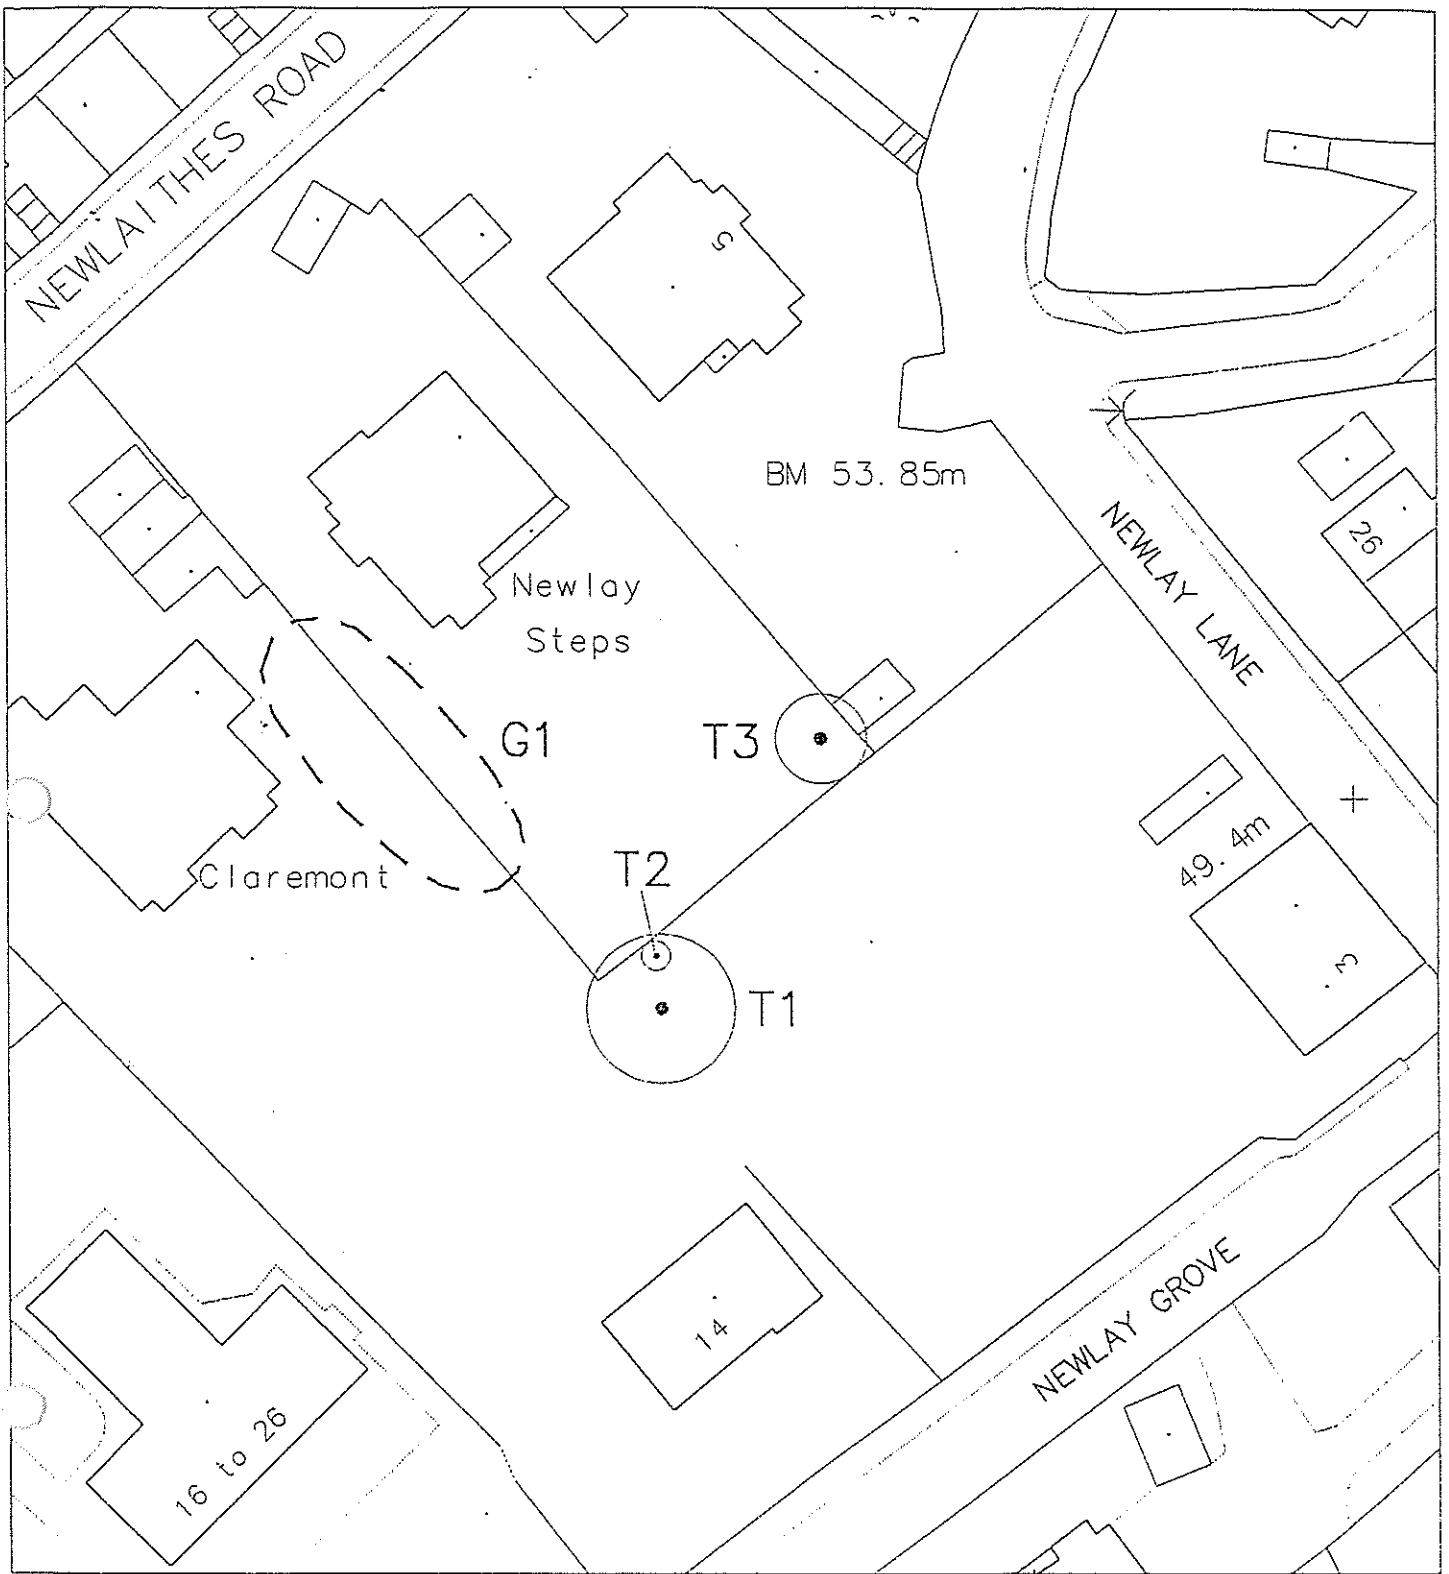 NEWLAITHES ROAD
5
BM 53.85m
NEWLAY LANE
26
Newlay
Steps
G1
T3
49.4m
T2
Claremont
3
T1
14
NEWLAY GROVE
16 to 26